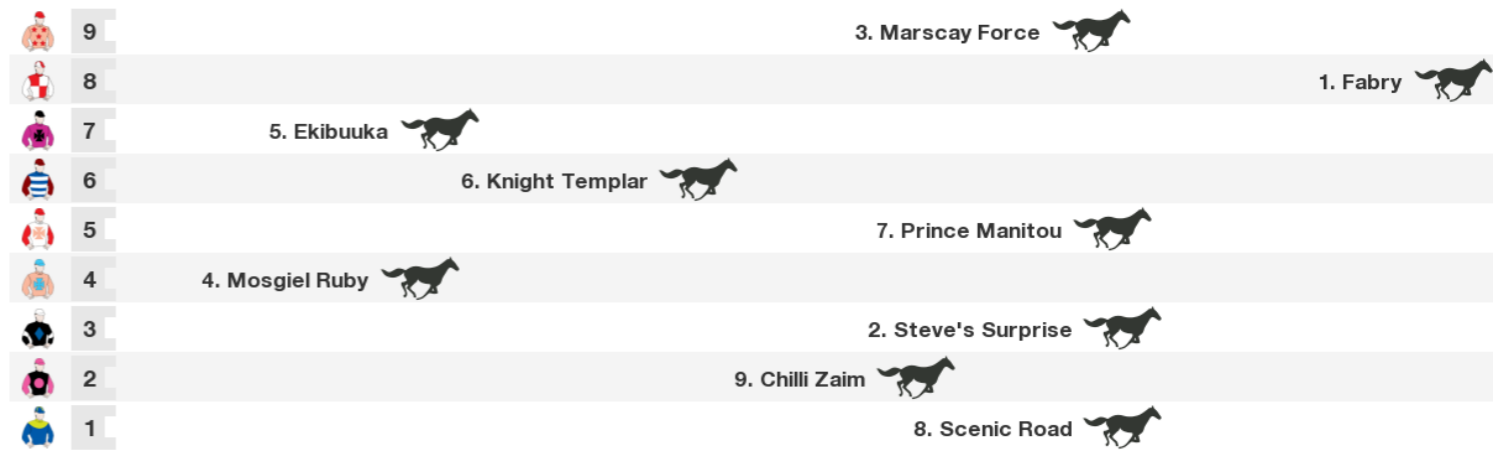 9 3. Marscay Force
8 1. Fabry
7 5. Ekibuuka
6 6. Knight Templar
5 7. Prince Manitou
4 4. Mosgiel Ruby
3 2. Steve's Surprise
2 9. Chilli Zaim
1 8. Scenic Road